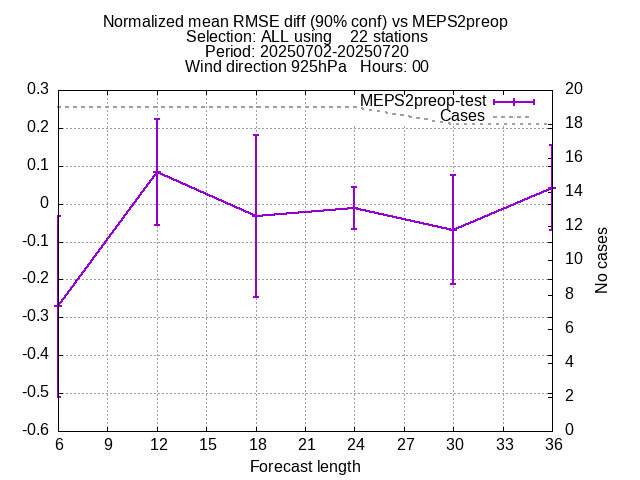 Normalized mean RMSE diff (90% conf) vs MEPS2preop
Selection: ALL using    22 stations
Period: 20250702-20250720
Wind direction 925hPa   Hours: 00
MEPS2preop-test
Cases
0.3
0.2
0.1
0
-0.1
-0.2
-0.3
-0.4
-0.5
-0.6
20
18
16
14
12
10
8
6
4
2
0
No cases
6 9 12 15 18 21 24 27 30 33 36
Forecast length